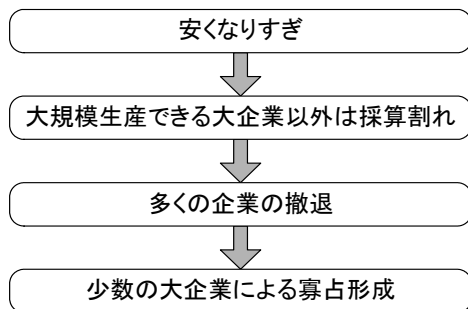 安くなりすぎ
大規模生産できる大企業以外は採算割れ
多くの企業の撤退
少数の大企業による寡占形成